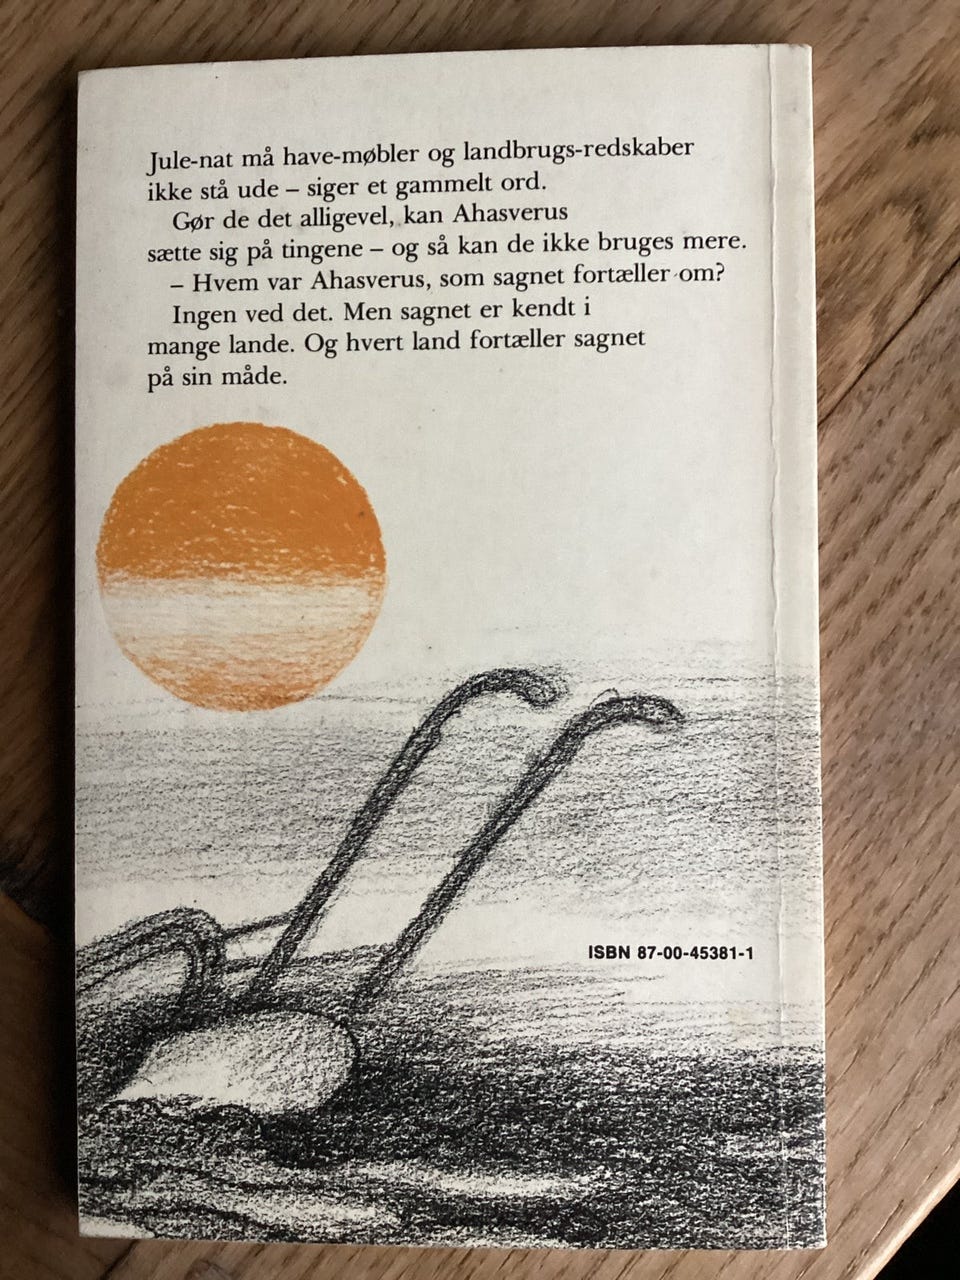 Jule-nat må have-møbler og landbrugs-redskaber
ikke stå ude – siger et gammelt ord.
Gør de det alligevel, kan Ahasverus
sætte sig på tingene – og så kan de ikke bruges mere.
– Hvem var Ahasverus, som sagnet fortæller om?
Ingen ved det. Men sagnet er kendt i
mange lande. Og hvert land fortæller sagnet
på sin måde.
ISBN 87-00-45381-1